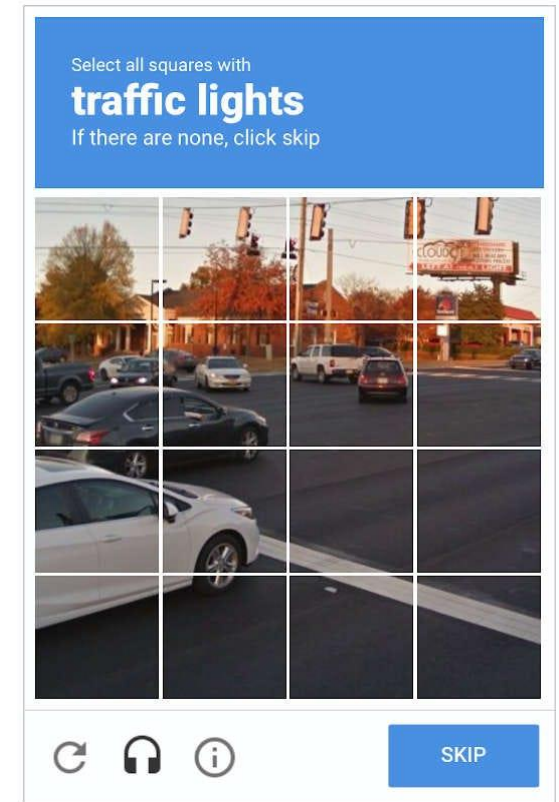 Select all squares with
traffic lights
If there are none, click skip
SKIP